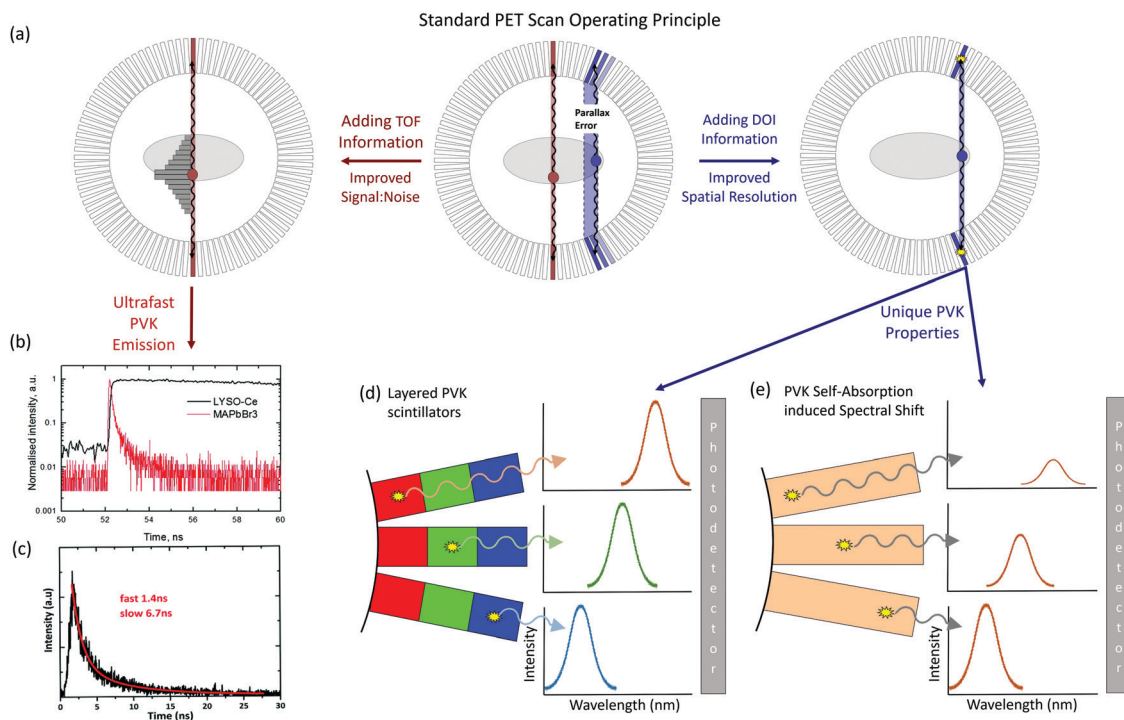 Standard PET Scan Operating Principle
(a)
Adding TOF
Information
Improved
Signal:Noise
Parallax
Error
Adding DOI
Information
Improved
Spatial Resolution
Ultrafast
PVK
Emission
Unique PVK
Properties
(b)
Normalised intensity, a.u.
1
0.1
0.01
0.001
LYSO-Ce
MAPbBr3
50 52 54 56 58 60
Time, ns
(c)
Intensity (a.u)
fast 1.4ns
slow 6.7ns
0 5 10 15 20 25 30
Time (ns)
(d) Layered PVK
scintillators
Intensity
Wavelength (nm)
Photodetector
(e) PVK Self-Absorption
induced Spectral Shift
Intensity
Wavelength (nm)
Photodetector